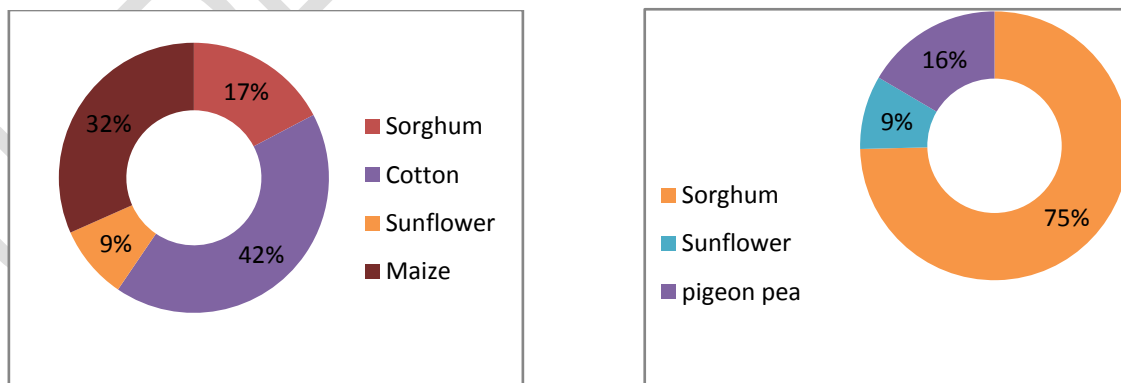 17%
32%
9%
42%
Sorghum
Cotton
Sunflower
Maize
16%
9%
75%
Sorghum
Sunflower
pigeon pea